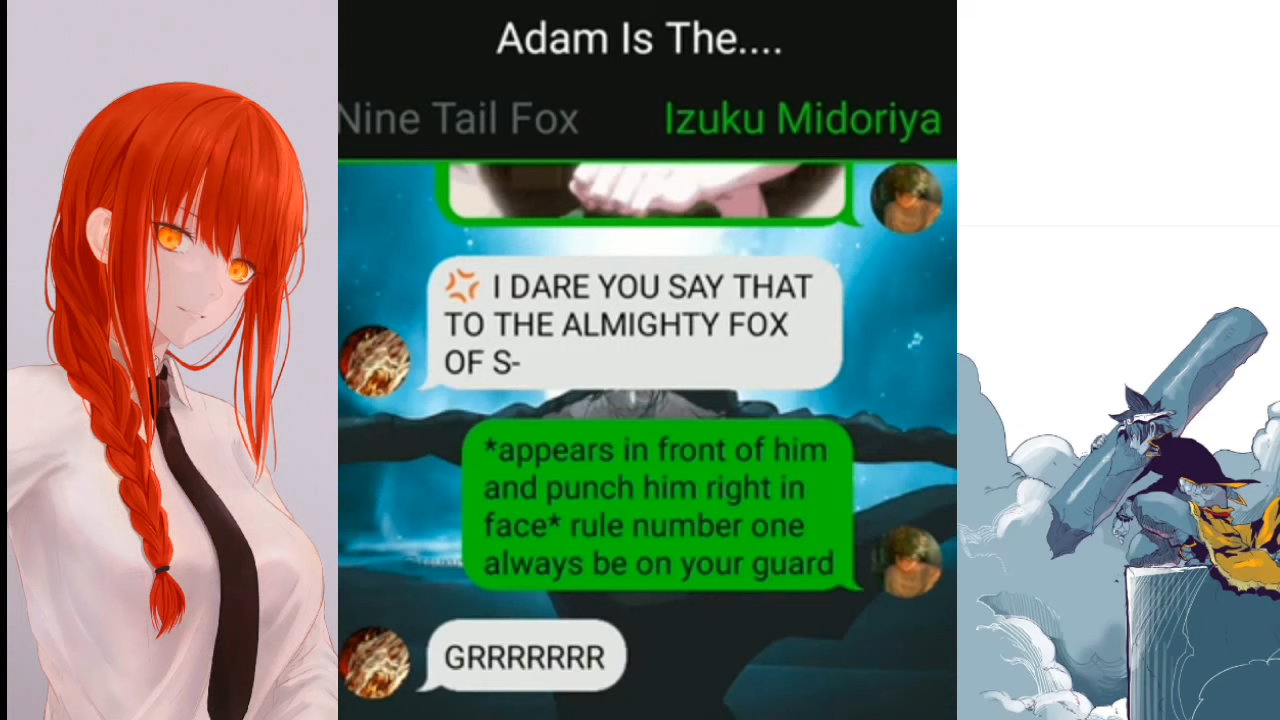 Adam Is The....
Nine Tail Fox Izuku Midoriya
I DARE YOU SAY THAT
TO THE ALMIGHTY FOX
OF S-
*appears in front of him
and punch him right in
face* rule number one
always be on your guard
GRRRRRRR